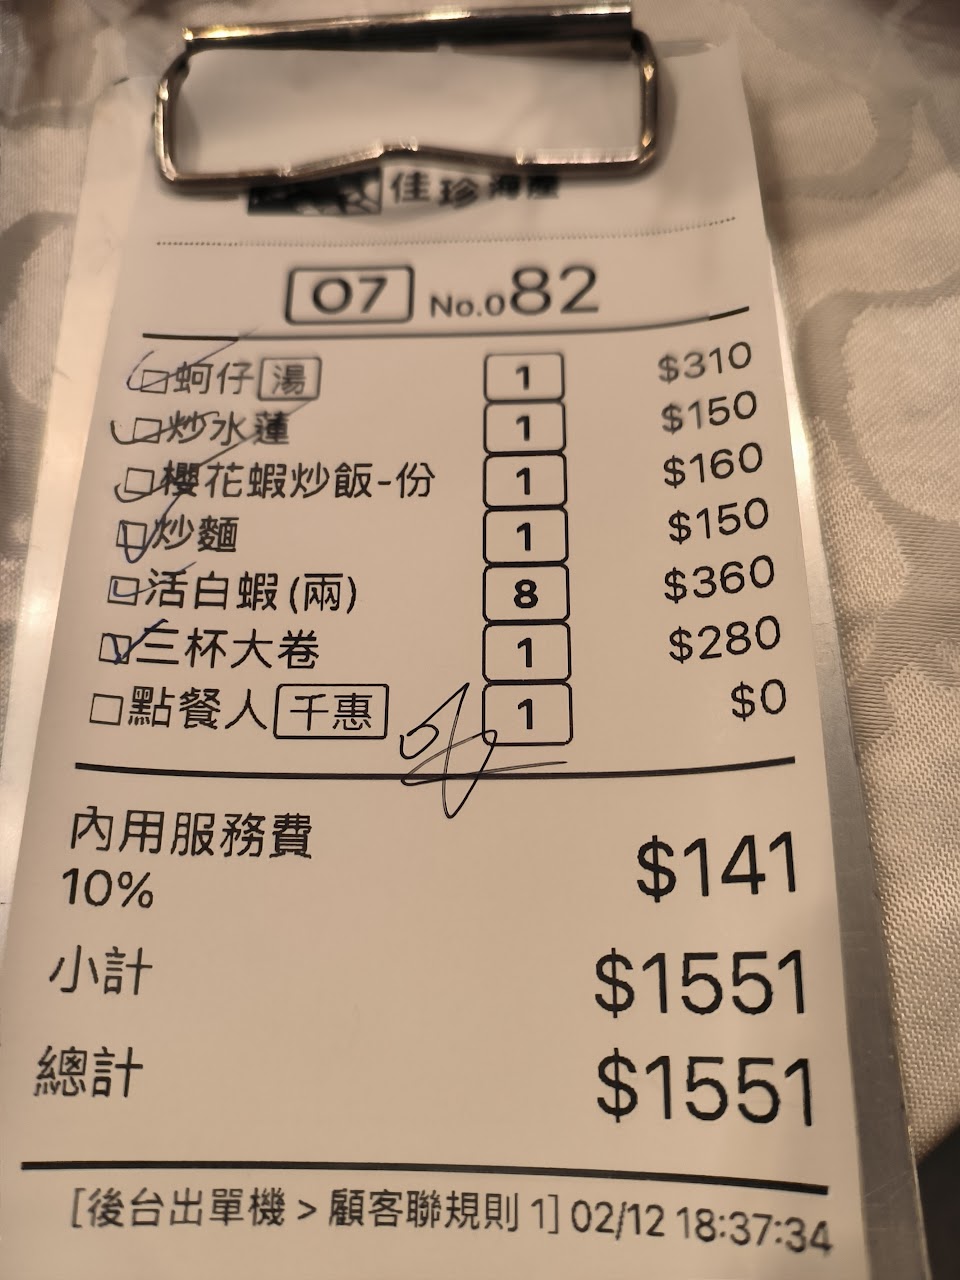 佳珍海產
07 No.082
蚵仔 湯 1 $310
炒水蓮 1 $150
櫻花蝦炒飯-份 1 $160
炒麵 1 $150
活白蝦(兩) 8 $360
三杯大卷 1 $280
點餐人 千惠 1 $0
內用服務費 $141
10%
小計 $1551
總計 $1551
[後台出單機 > 顧客聯規則 1] 02/12 18:37:34